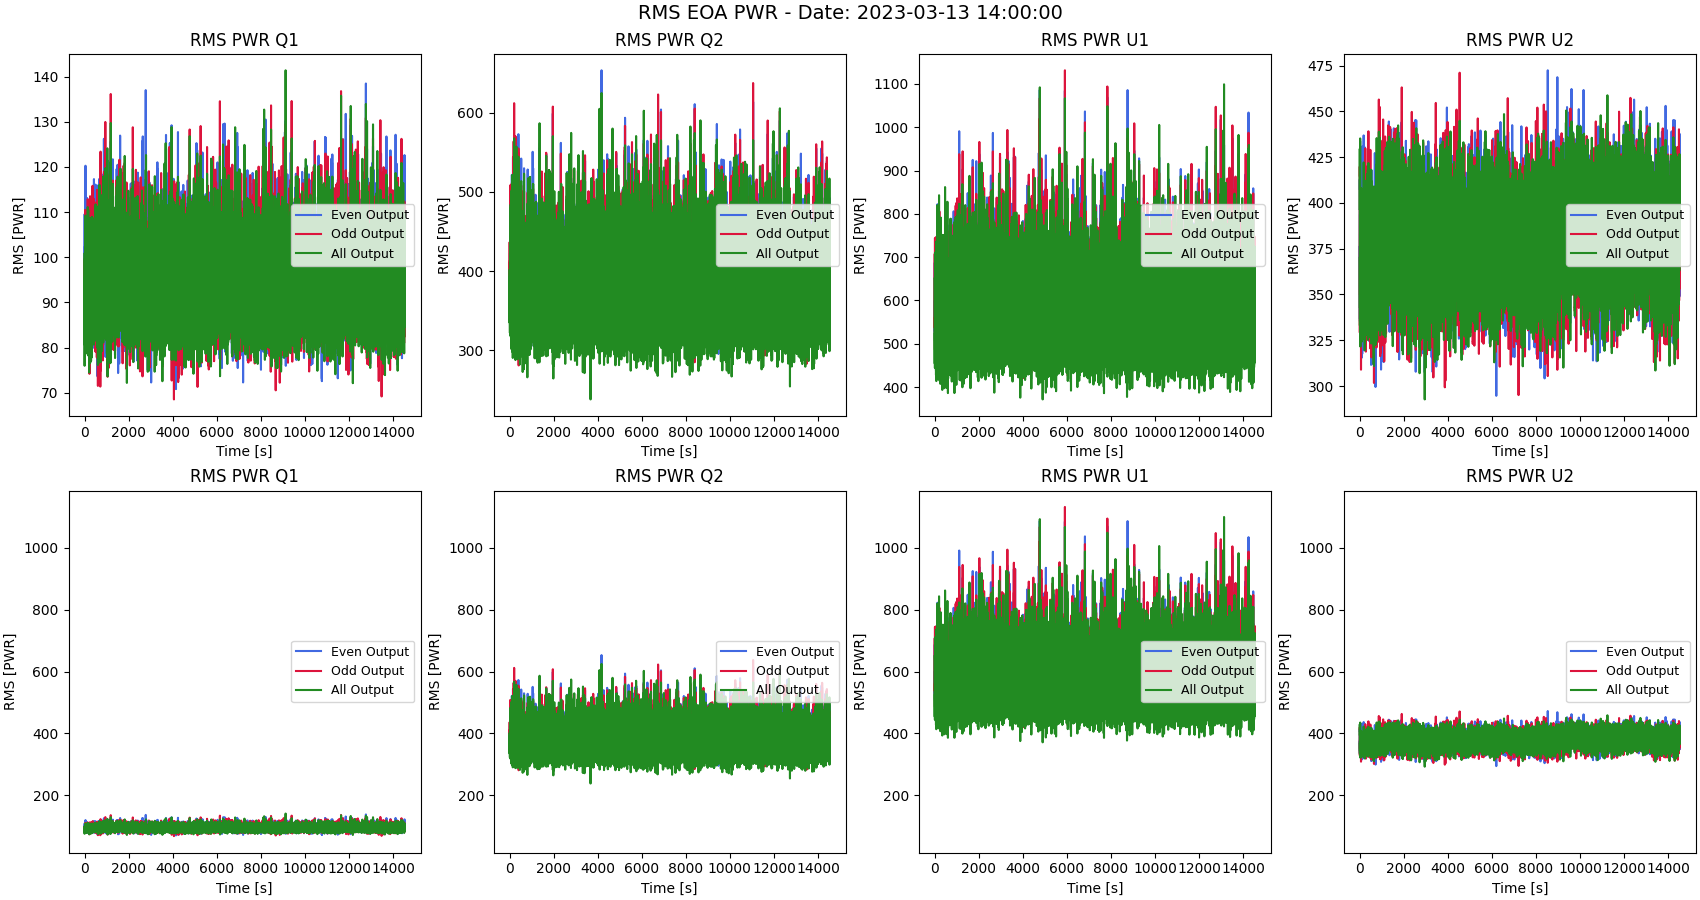 RMS EOA PWR - Date: 2023-03-13 14:00:00
RMS PWR Q1
RMS [PWR]
140
130
120
110
100
90
80
70
0 2000 4000 6000 8000 10000 12000 14000
Time [s]
Even Output
Odd Output
All Output
RMS PWR Q2
RMS [PWR]
600
500
400
300
0 2000 4000 6000 8000 10000 12000 14000
Time [s]
Even Output
Odd Output
All Output
RMS PWR U1
RMS [PWR]
1100
1000
900
800
700
600
500
400
0 2000 4000 6000 8000 10000 12000 14000
Time [s]
Even Output
Odd Output
All Output
RMS PWR U2
RMS [PWR]
475
450
425
400
375
350
325
300
0 2000 4000 6000 8000 10000 12000 14000
Time [s]
Even Output
Odd Output
All Output
RMS PWR Q1
RMS [PWR]
1000
800
600
400
200
0 2000 4000 6000 8000 10000 12000 14000
Time [s]
Even Output
Odd Output
All Output
RMS PWR Q2
RMS [PWR]
1000
800
600
400
200
0 2000 4000 6000 8000 10000 12000 14000
Time [s]
Even Output
Odd Output
All Output
RMS PWR U1
RMS [PWR]
1000
800
600
400
200
0 2000 4000 6000 8000 10000 12000 14000
Time [s]
Even Output
Odd Output
All Output
RMS PWR U2
RMS [PWR]
1000
800
600
400
200
0 2000 4000 6000 8000 10000 12000 14000
Time [s]
Even Output
Odd Output
All Output